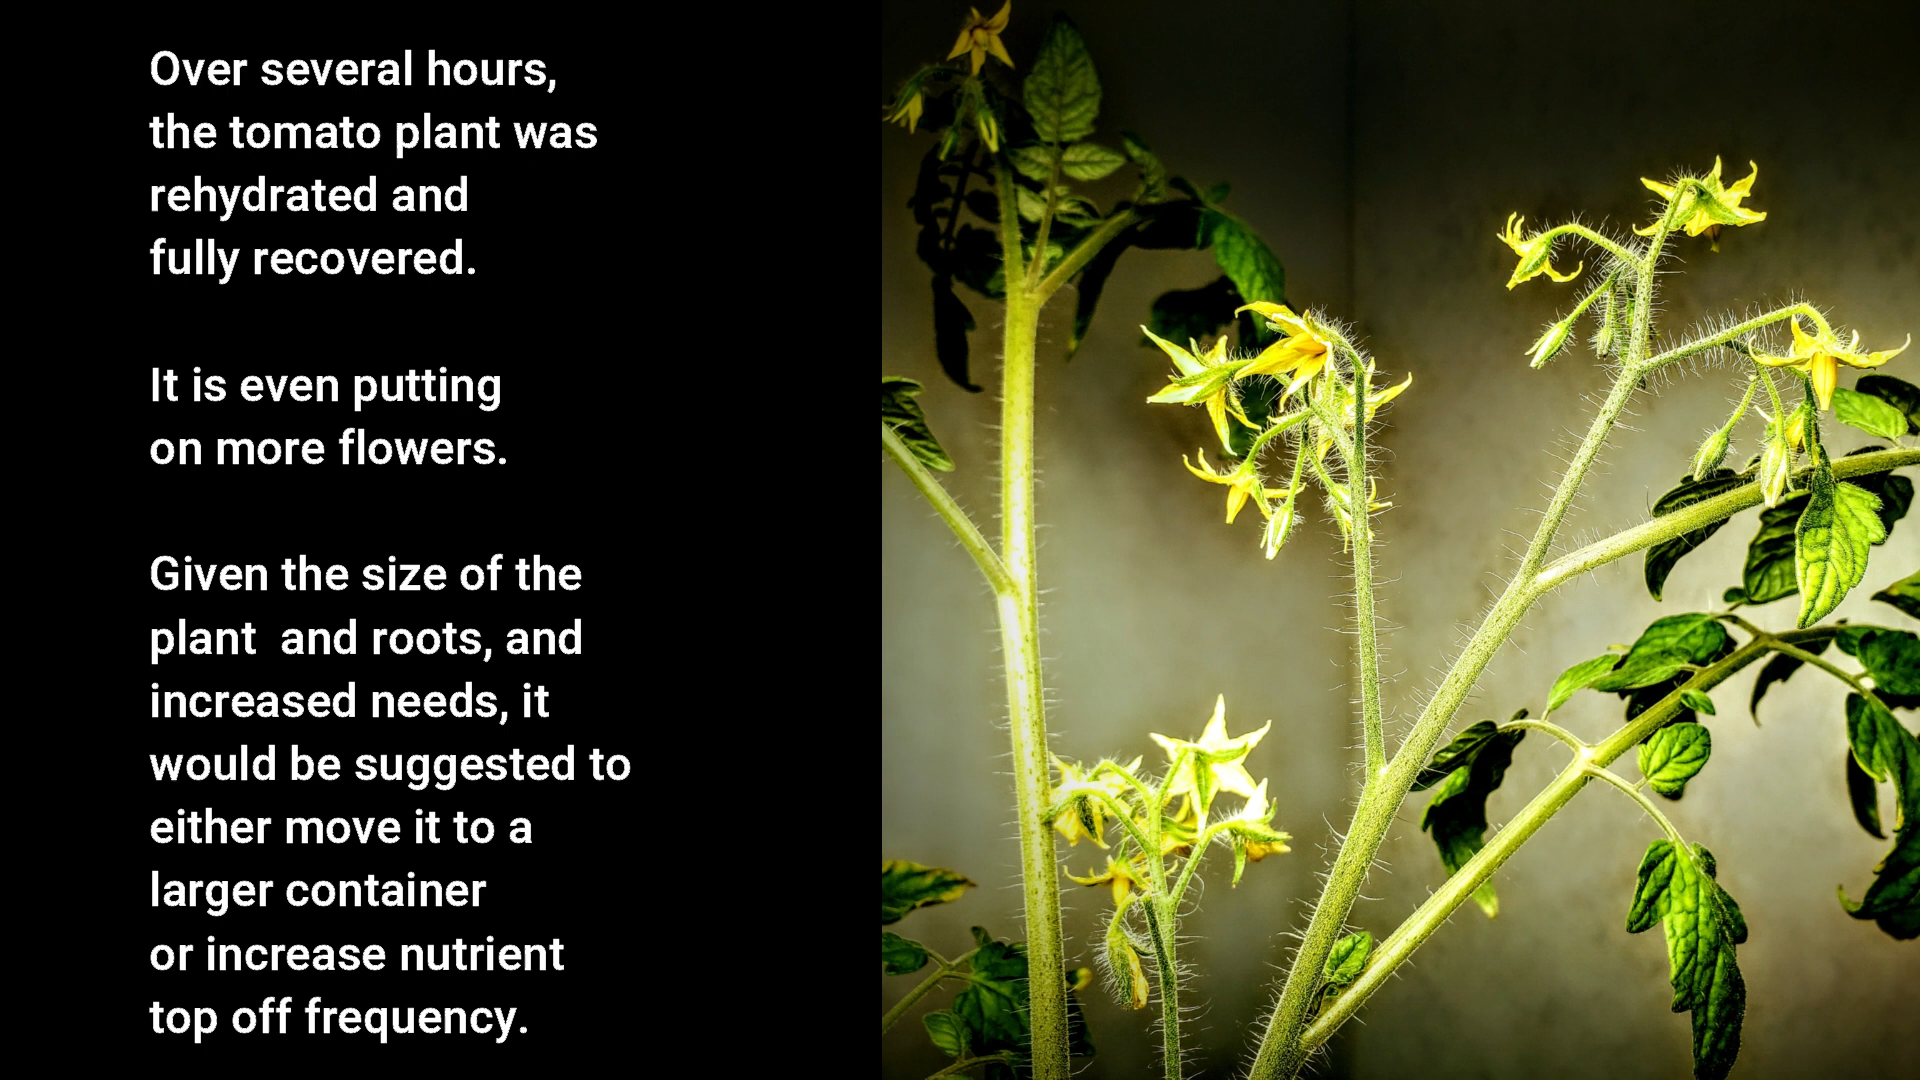 Over several hours,
the tomato plant was
rehydrated and
fully recovered.
It is even putting
on more flowers.
Given the size of the
plant  and roots, and
increased needs, it
would be suggested to
either move it to a
larger container
or increase nutrient
top off frequency.